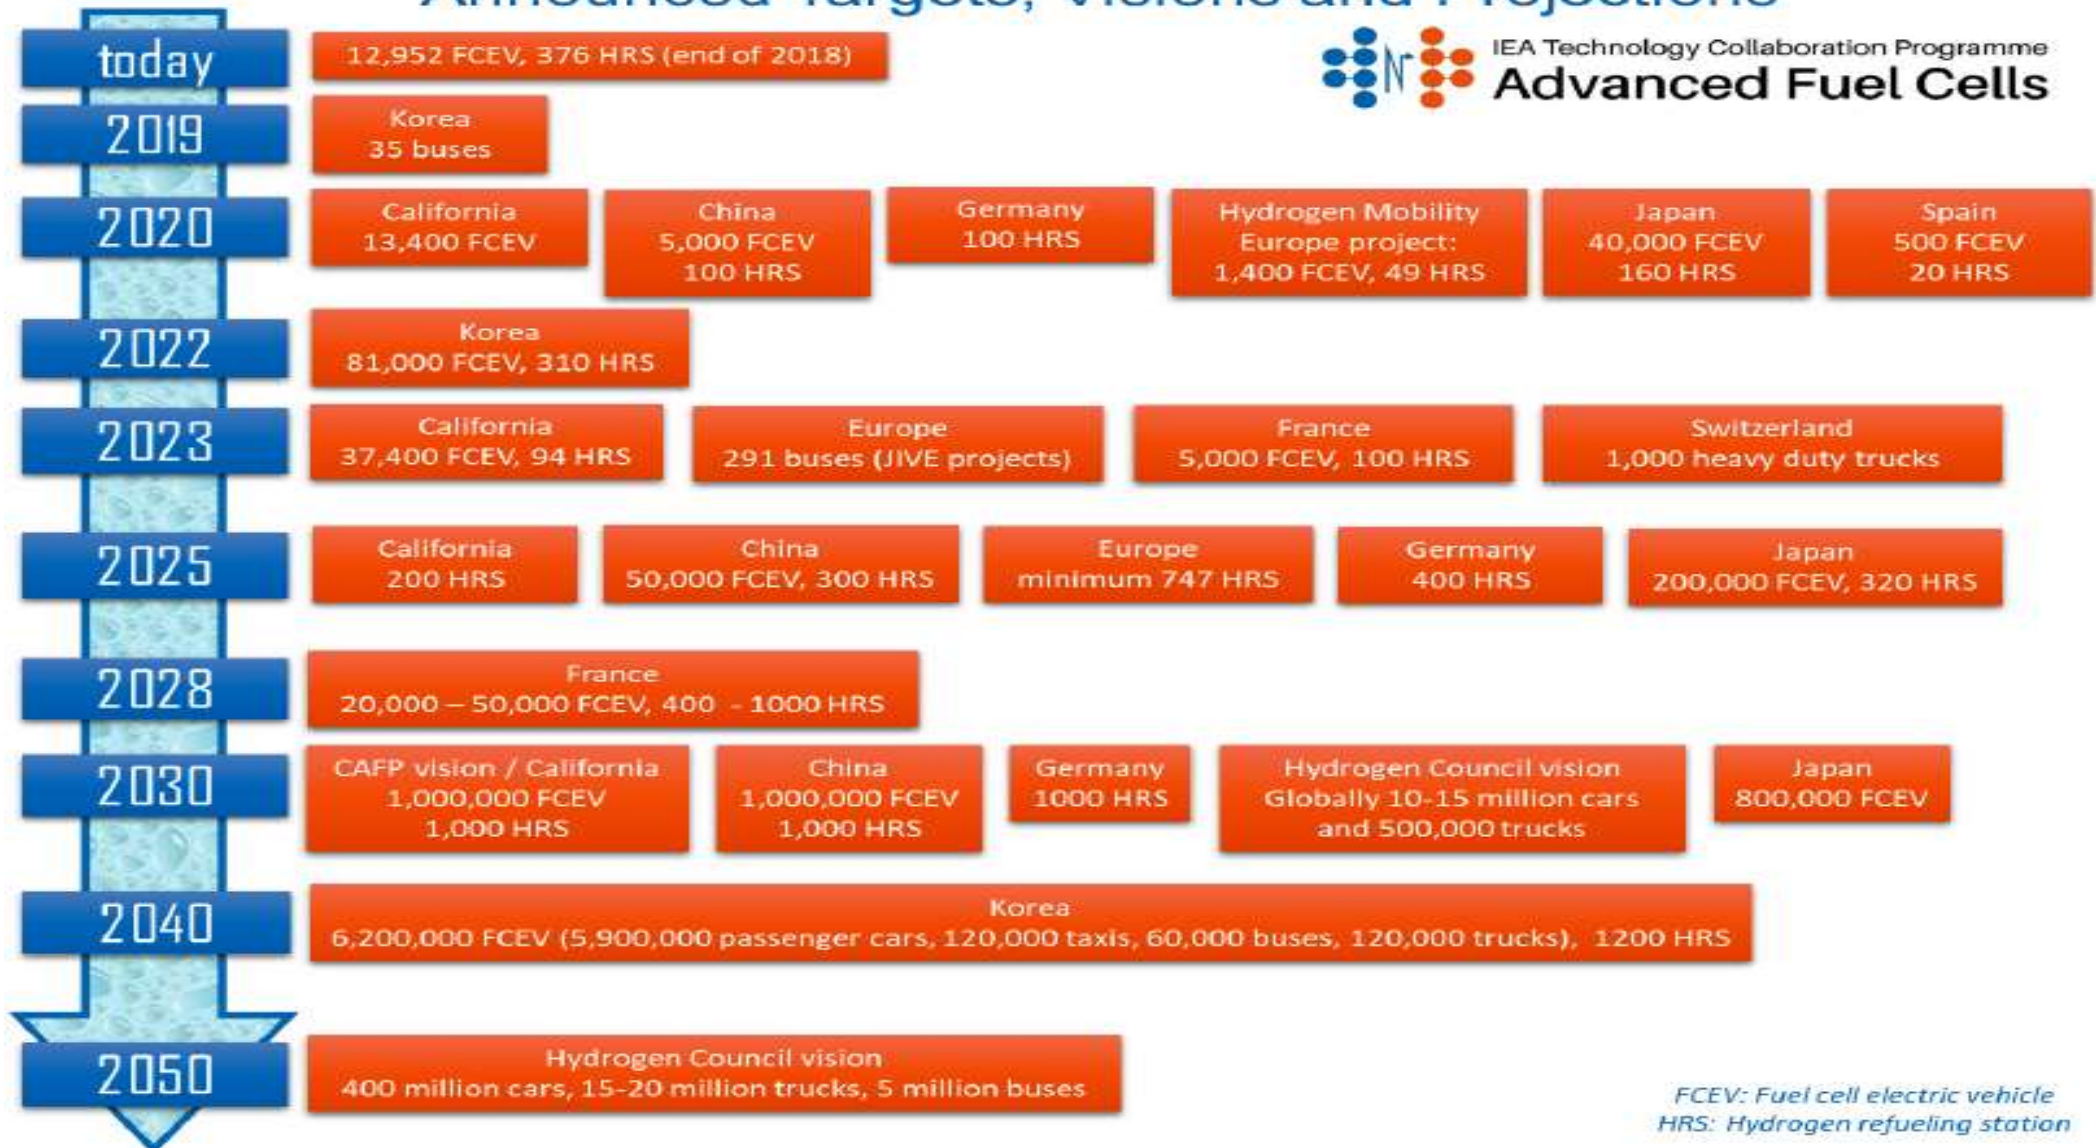 Announced Targets, Visions and Projections
IEA Technology Collaboration Programme
Advanced Fuel Cells
today
12,952 FCEV, 376 HRS (end of 2018)
2019
Korea
35 buses
2020
California
13,400 FCEV
China
5,000 FCEV
100 HRS
Germany
100 HRS
Hydrogen Mobility
Europe project:
1,400 FCEV, 49 HRS
Japan
40,000 FCEV
160 HRS
Spain
500 FCEV
20 HRS
2022
Korea
81,000 FCEV, 310 HRS
2023
California
37,400 FCEV, 94 HRS
Europe
291 buses (JIVE projects)
France
5,000 FCEV, 100 HRS
Switzerland
1,000 heavy duty trucks
2025
California
200 HRS
China
50,000 FCEV, 300 HRS
Europe
minimum 747 HRS
Germany
400 HRS
Japan
200,000 FCEV, 320 HRS
2028
France
20,000 – 50,000 FCEV, 400 - 1000 HRS
2030
CAFP vision / California
1,000,000 FCEV
1,000 HRS
China
1,000,000 FCEV
1,000 HRS
Germany
1000 HRS
Hydrogen Council vision
Globally 10-15 million cars
and 500,000 trucks
Japan
800,000 FCEV
2040
Korea
6,200,000 FCEV (5,900,000 passenger cars, 120,000 taxis, 60,000 buses, 120,000 trucks), 1200 HRS
2050
Hydrogen Council vision
400 million cars, 15-20 million trucks, 5 million buses
FCEV: Fuel cell electric vehicle
HRS: Hydrogen refueling station